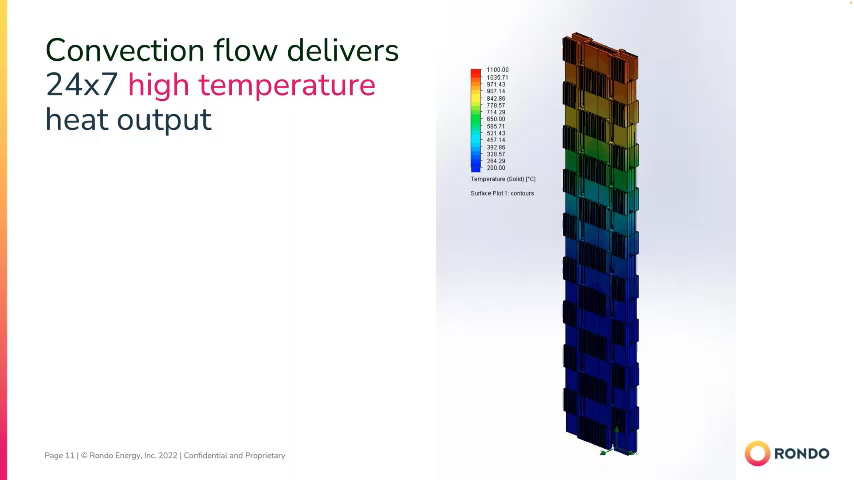 Convection flow delivers
24x7 high temperature
heat output
1100.00
1035.71
971.43
907.14
842.86
778.57
714.29
650.00
585.71
521.43
457.14
392.86
328.57
264.29
200.00
Temperature (Solid) [°C]
Surface Plot 1: contours
Page 11 | © Rondo Energy, Inc. 2022 | Confidential and Proprietary
RONDO